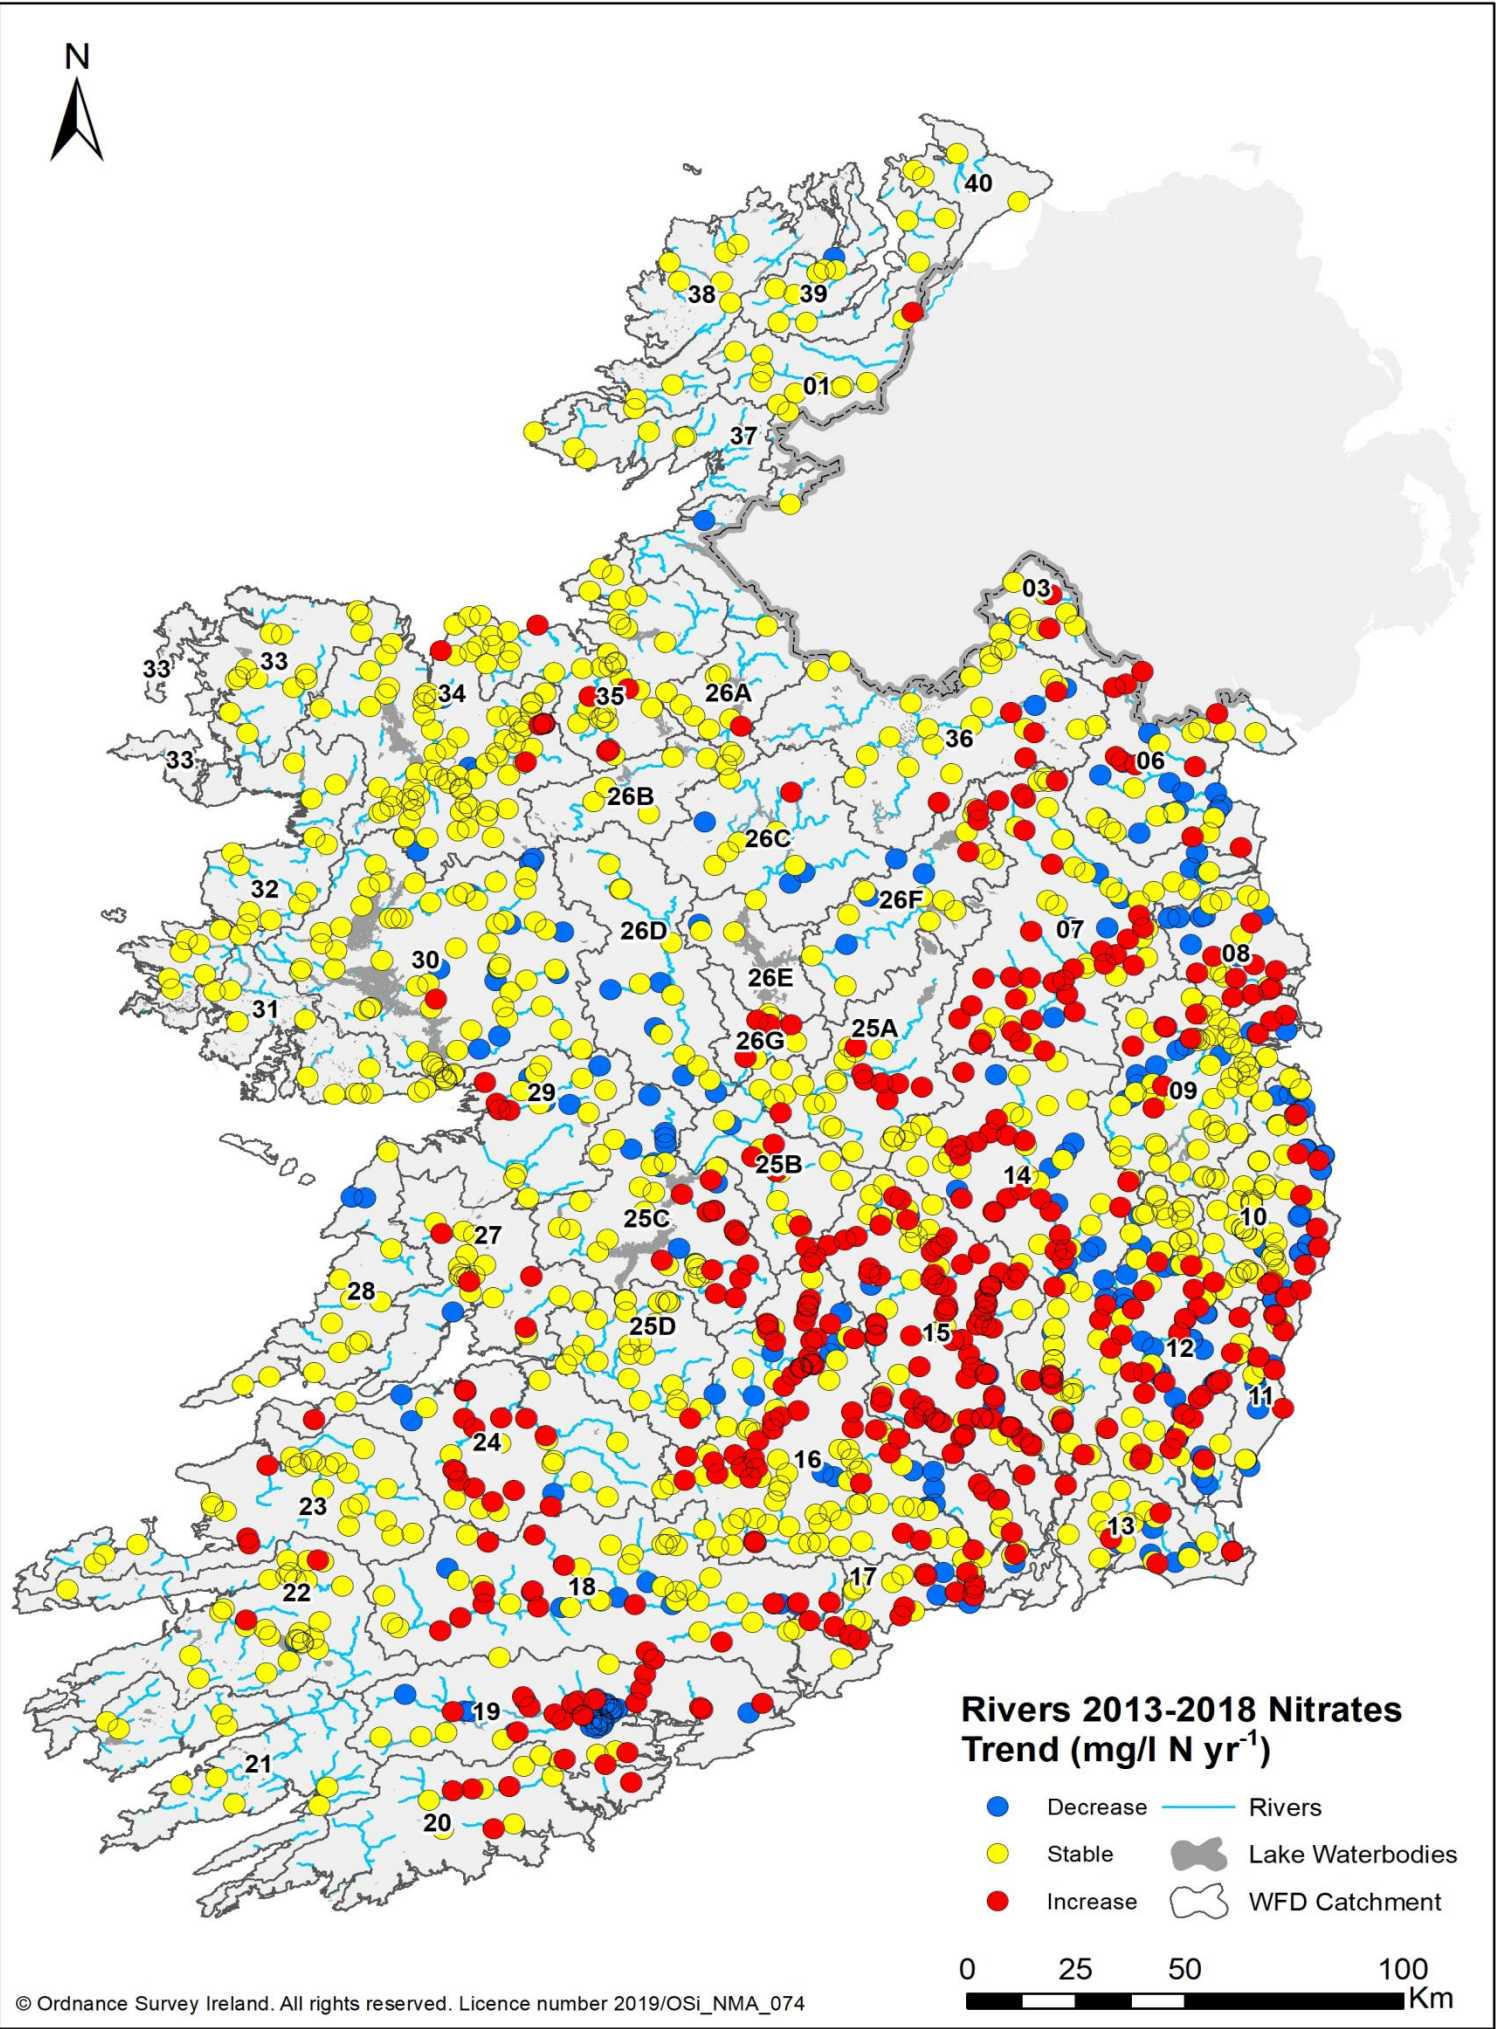 N
40
38
39
01
37
03
33
33
34
35
26A
36
33
06
26B
26C
32
26F
26D
07
30
08
26E
31
25A
26G
29
09
25B
14
25C
10
27
28
25D
15
12
11
24
16
23
13
22
18
17
19
21
20
Rivers 2013-2018 Nitrates
Trend (mg/l N yr-1)
Decrease Rivers
Stable Lake Waterbodies
Increase WFD Catchment
0 25 50 100
Km
© Ordnance Survey Ireland. All rights reserved. Licence number 2019/OSi_NMA_074